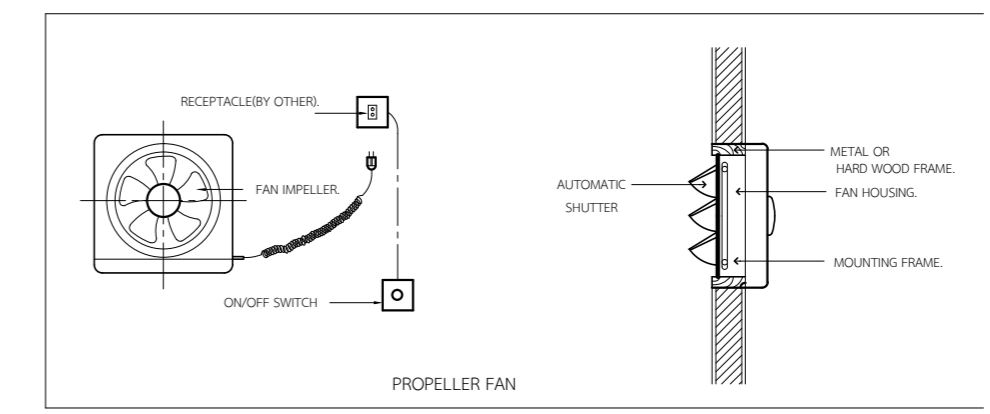 RECEPTACLE(BY OTHER).
FAN IMPELLER.
ON/OFF SWITCH
AUTOMATIC
SHUTTER
METAL OR
HARD WOOD FRAME.
FAN HOUSING.
MOUNTING FRAME.
PROPELLER FAN